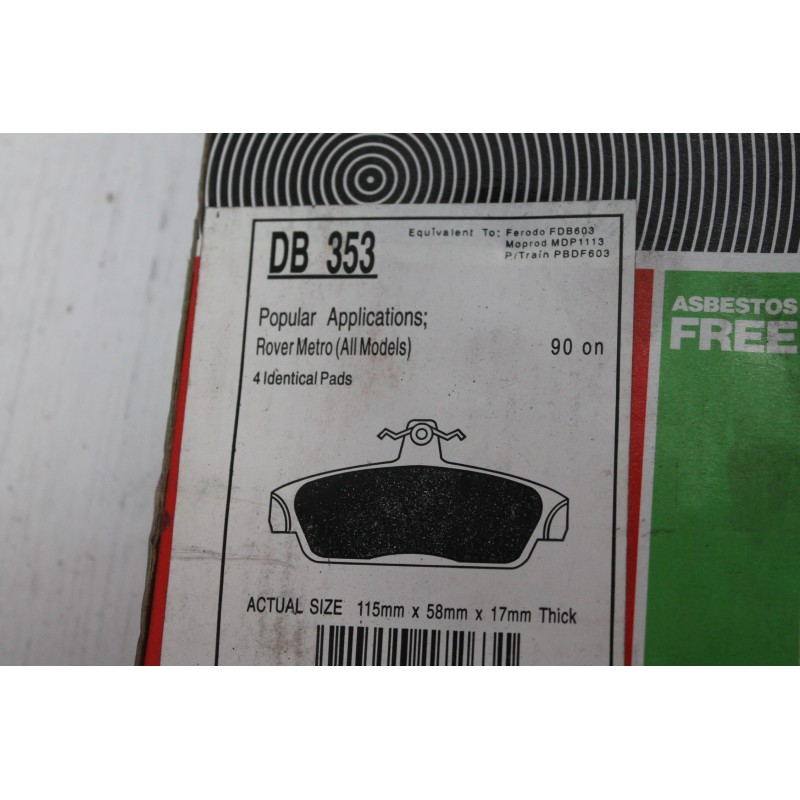 DB 353
Equivalent To: Ferodo FDB603
Moprod MDP1113
P/Train PBDF603
Popular Applications;
Rover Metro (All Models) 90 on
4 Identical Pads
ACTUAL SIZE 115mm x 58mm x 17mm Thick
ASBESTOS
FREE